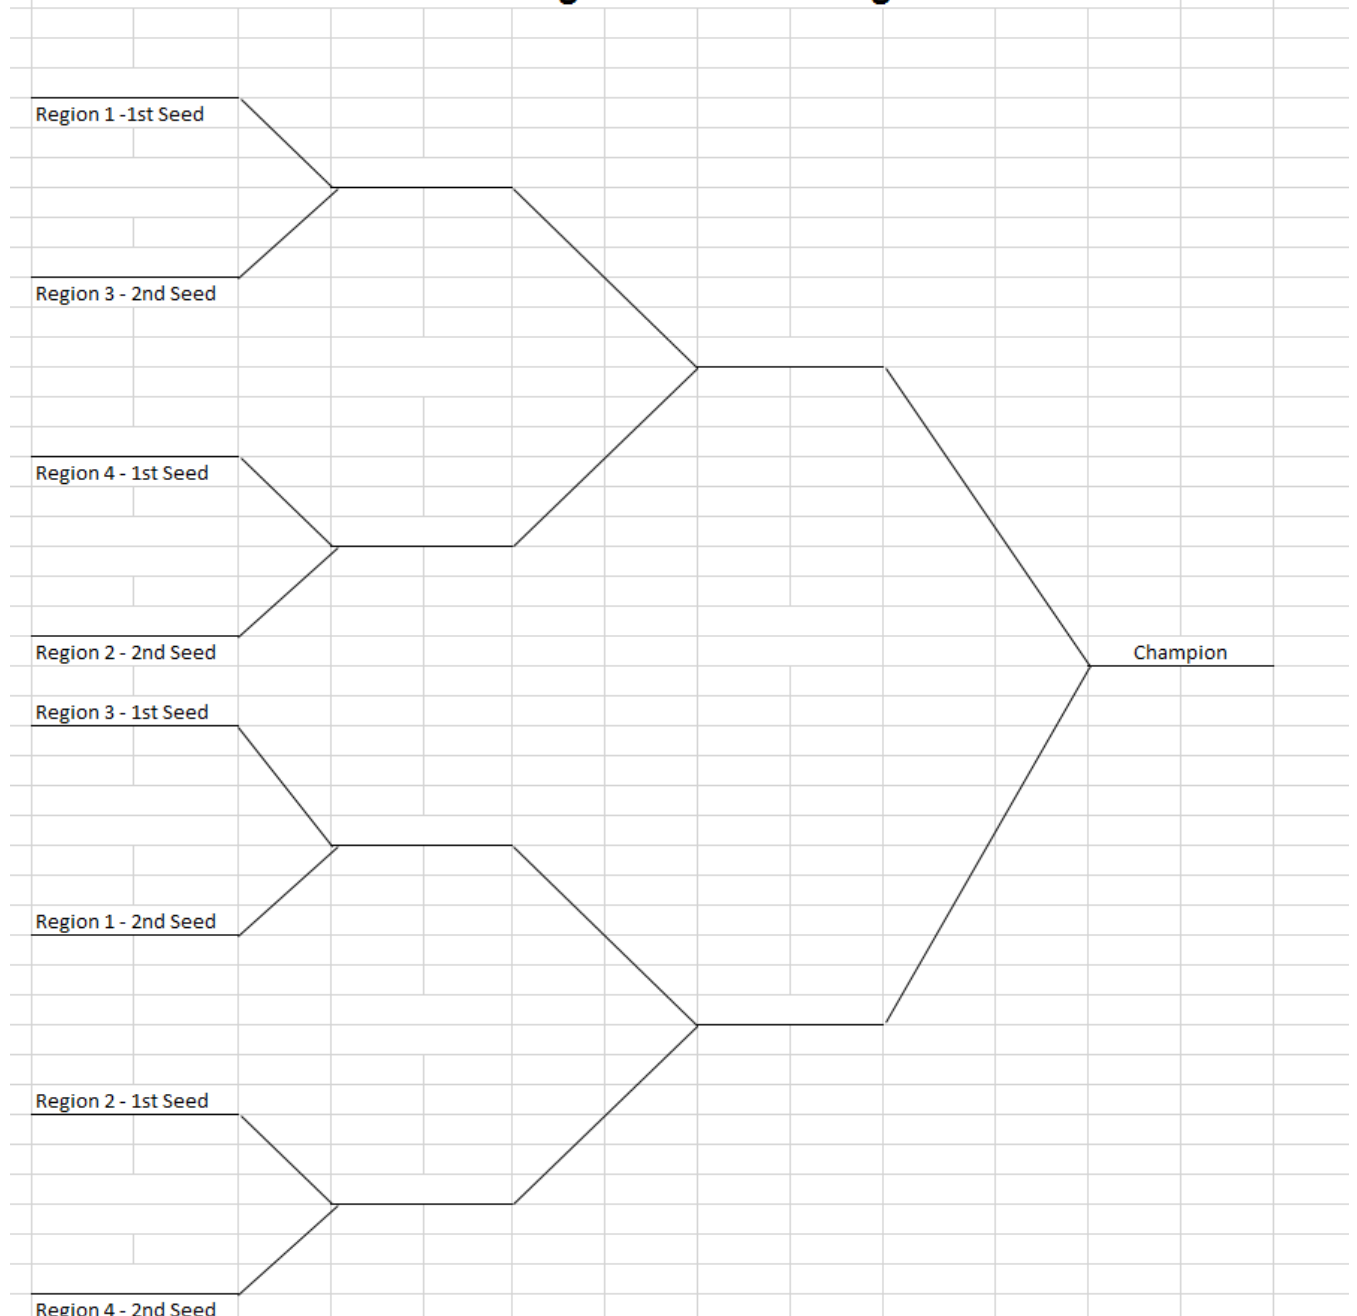 Region 1 -1st Seed
Region 3 - 2nd Seed
Region 4 - 1st Seed
Region 2 - 2nd Seed
Champion
Region 3 - 1st Seed
Region 1 - 2nd Seed
Region 2 - 1st Seed
Region 4 - 2nd Seed